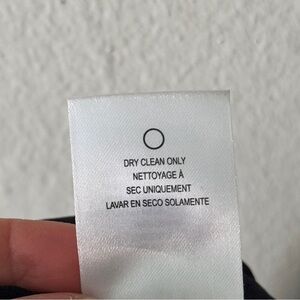 DRY CLEAN ONLY
NETTOYAGE À
SEC UNIQUEMENT
LAVAR EN SECO SOLAMENTE